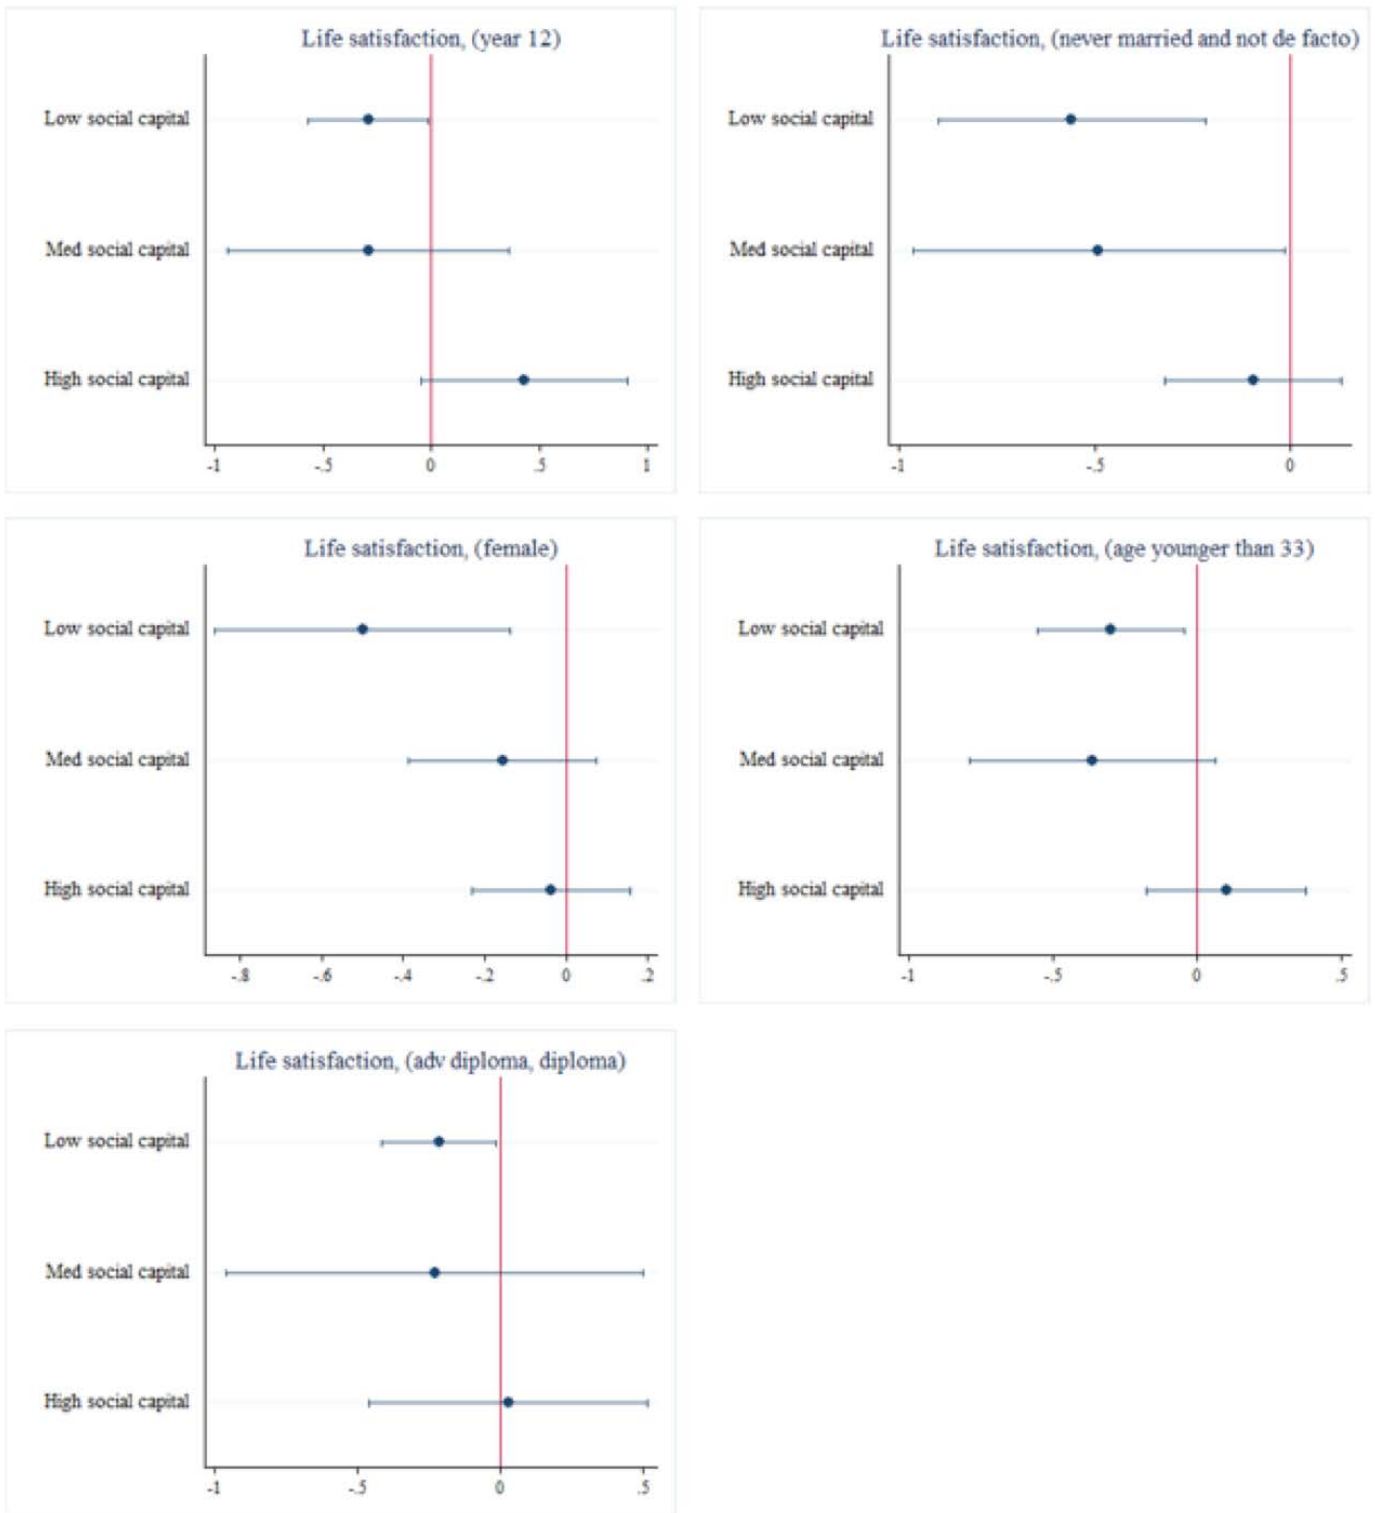 Life satisfaction, (year 12)
Low social capital
Med social capital
High social capital
-1 -.5 0 .5 1
Life satisfaction, (never married and not de facto)
Low social capital
Med social capital
High social capital
-1 -.5 0
Life satisfaction, (female)
Low social capital
Med social capital
High social capital
-.8 -.6 -.4 -.2 0 .2
Life satisfaction, (age younger than 33)
Low social capital
Med social capital
High social capital
-1 -.5 0 .5
Life satisfaction, (adv diploma, diploma)
Low social capital
Med social capital
High social capital
-1 -.5 0 .5